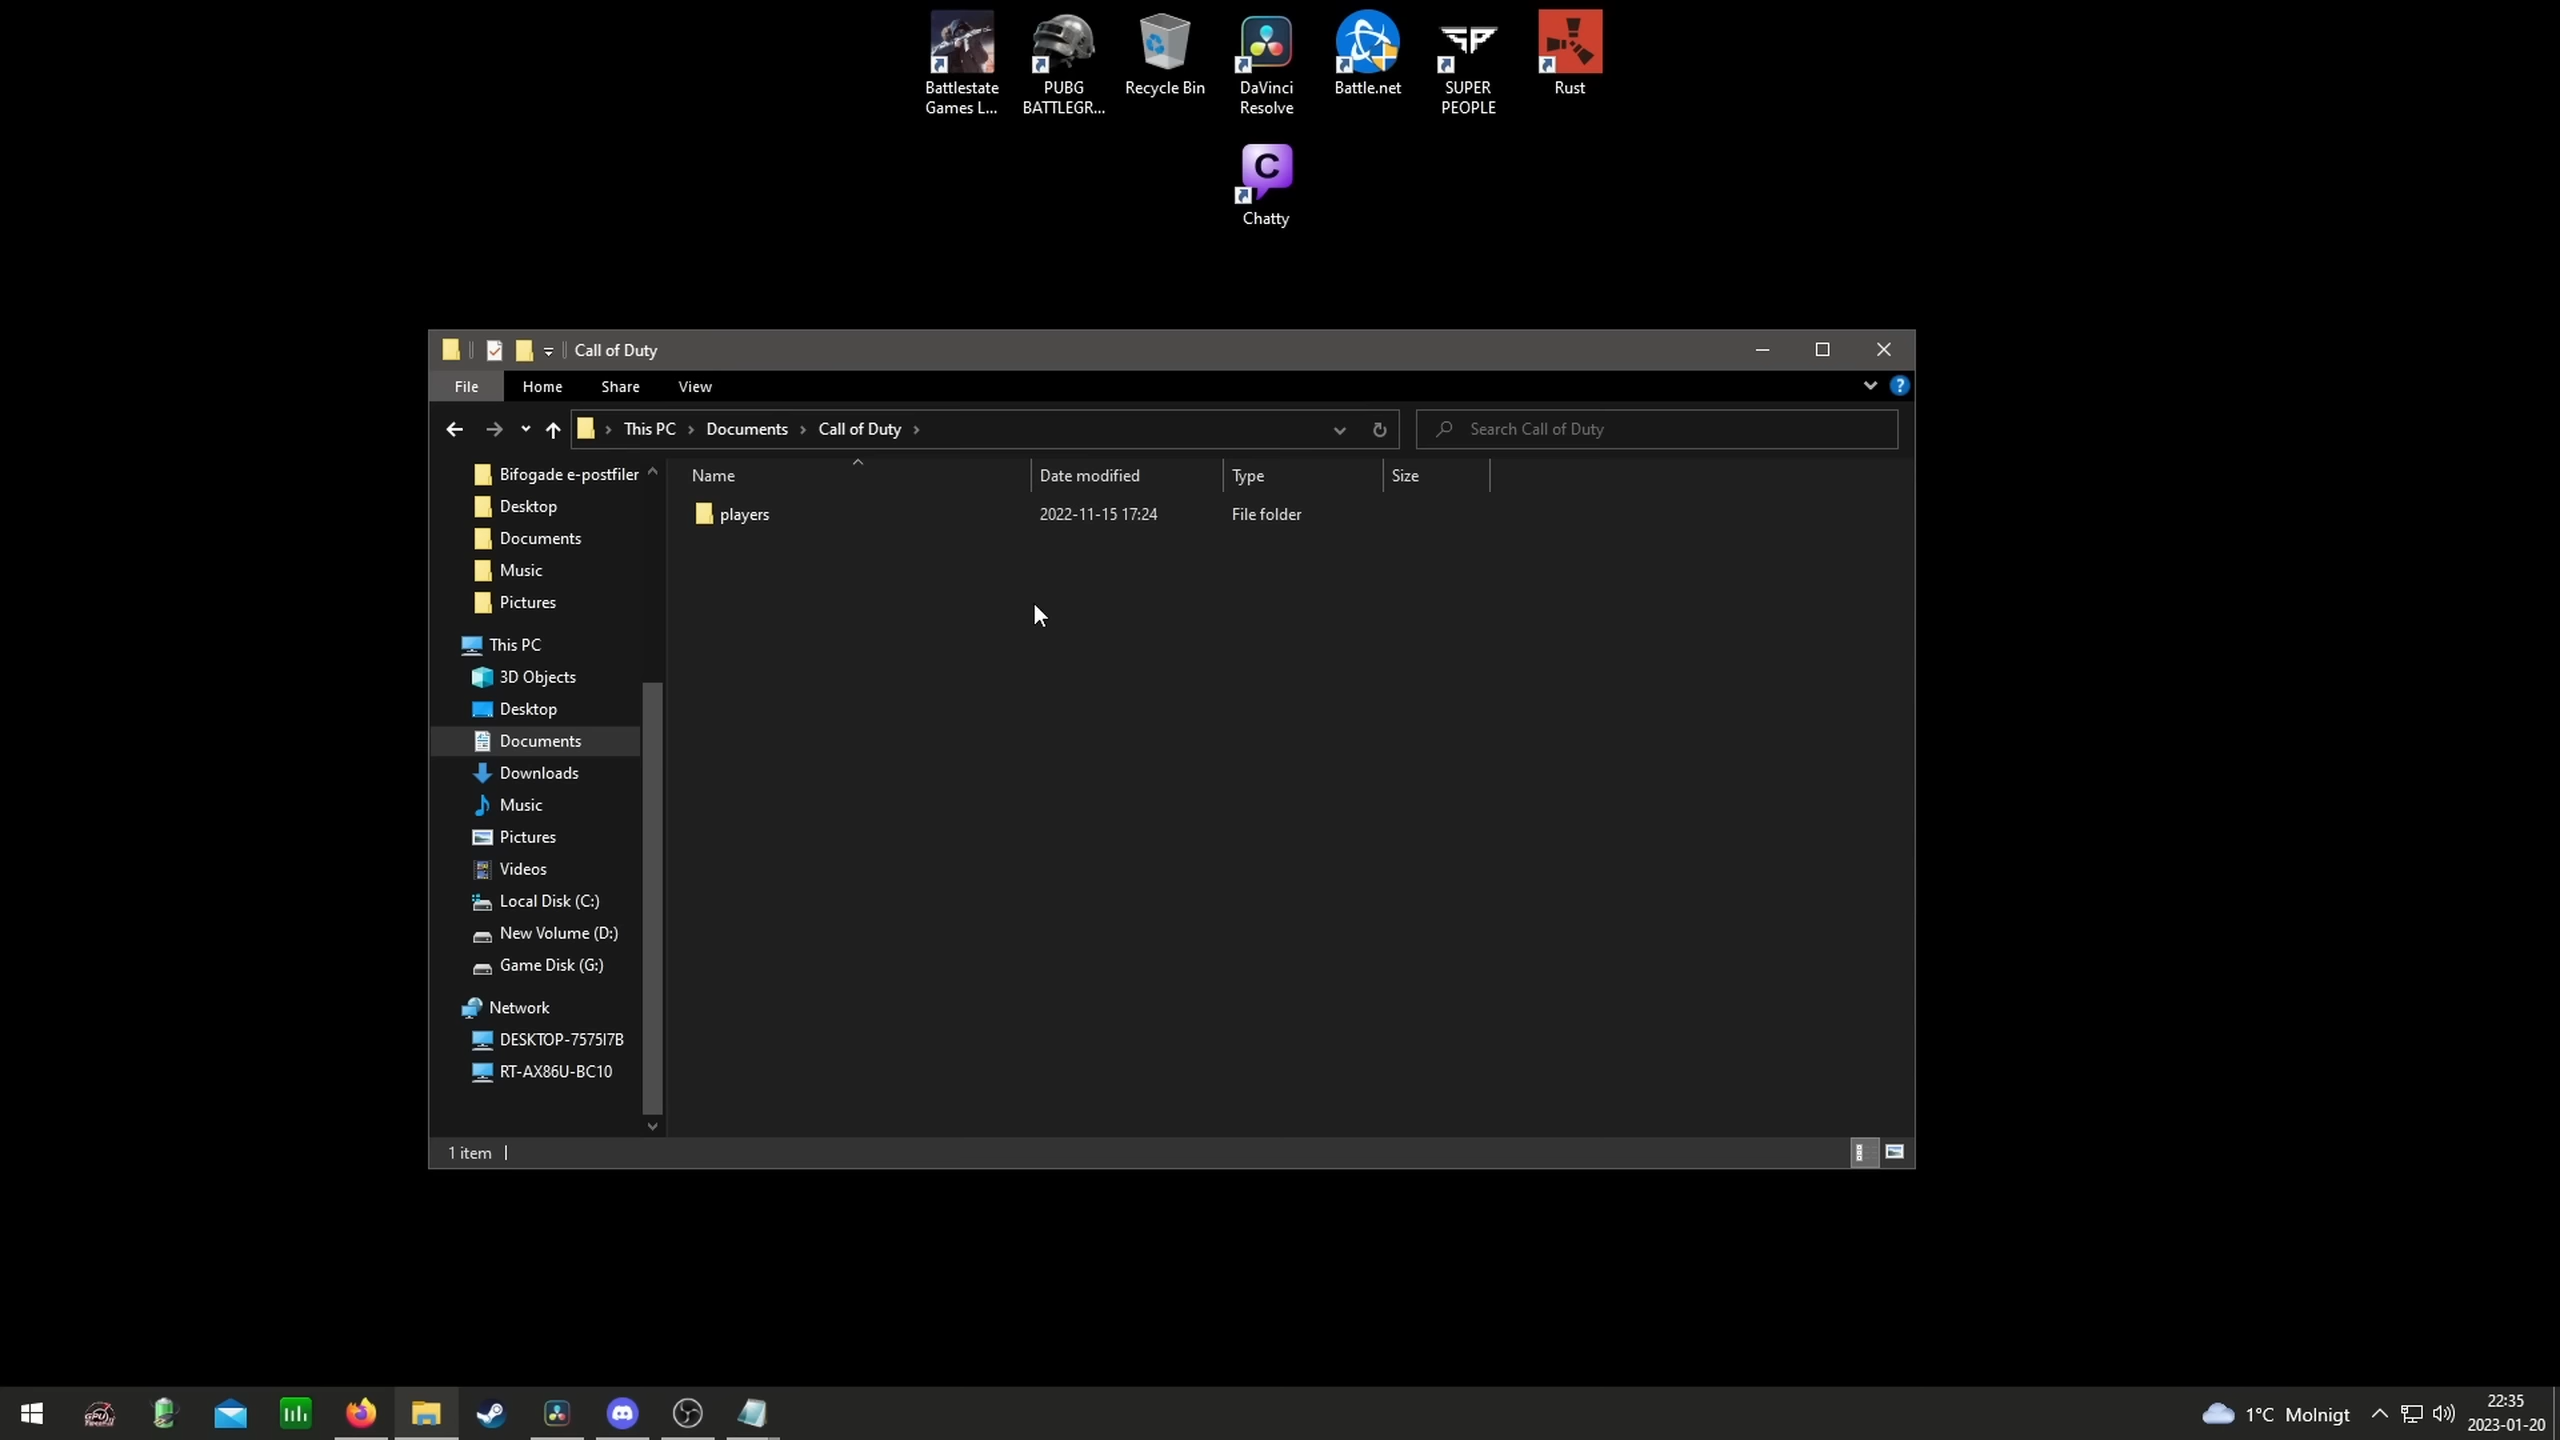 Battlestate
Games L...
PUBG
BATTLEGR...
Recycle Bin
DaVinci
Resolve
Battle.net
SUPER
PEOPLE
Rust
C
Chatty
Call of Duty
File Home Share View
This PC Documents Call of Duty
Search Call of Duty
Name Date modified Type Size
players 2022-11-15 17:24 File folder
Bifogade e-postfiler
Desktop
Documents
Music
Pictures
This PC
3D Objects
Desktop
Documents
Downloads
Music
Pictures
Videos
Local Disk (C:)
New Volume (D:)
Game Disk (G:)
Network
DESKTOP-7575I7B
RT-AX86U-BC10
1 item
1°C Molnigt
22:35
2023-01-20